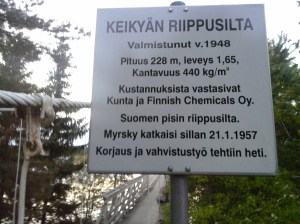 KEIKYÄN RIIPPUSILTA
Valmistunut v.1948
Pituus 228 m, leveys 1,65,
Kantavuus 440 kg/m²
Kustannuksista vastasivat
Kunta ja Finnish Chemicals Oy.
Suomen pisin riippusilta.
Myrsky katkaisi sillan 21.1.1957
Korjaus ja vahvistustyö tehtiin heti.